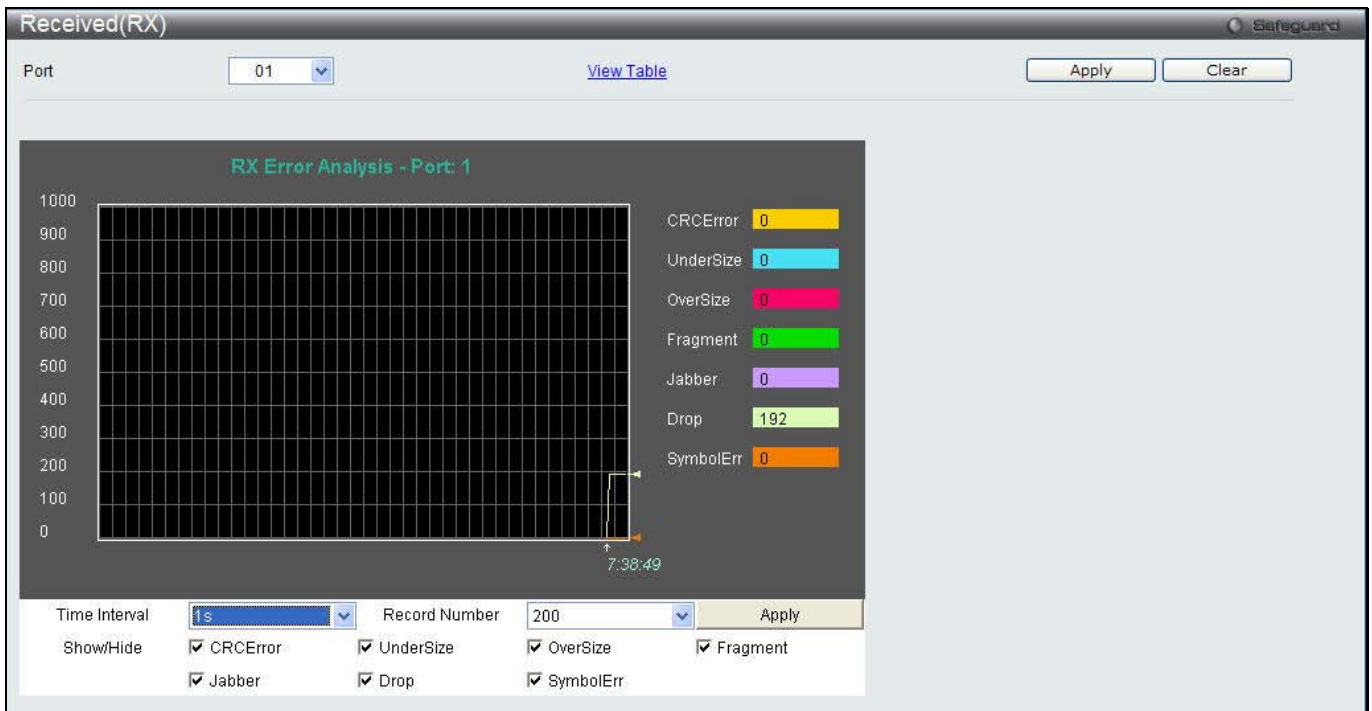 Received(RX)
Safeguard
Port 01 View Table Apply Clear
RX Error Analysis - Port: 1
1000
900
800
700
600
500
400
300
200
100
0
CRCError 0
UnderSize 0
OverSize 0
Fragment 0
Jabber 0
Drop 192
SymbolErr 0
7:38:49
Time Interval 1s Record Number 200 Apply
Show/Hide CRCError UnderSize OverSize Fragment
Jabber Drop SymbolErr